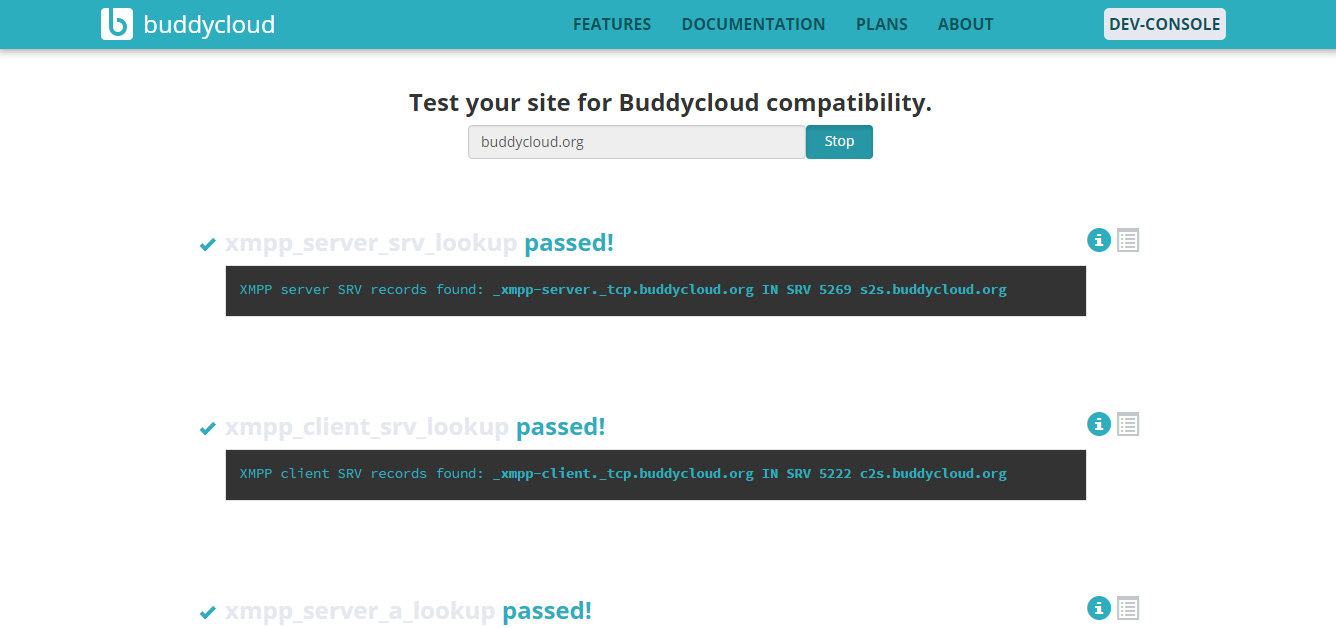 buddycloud FEATURES DOCUMENTATION PLANS ABOUT DEV-CONSOLE
Test your site for Buddycloud compatibility.
buddycloud.org Stop
xmpp_server_srv_lookup passed!
XMPP server SRV records found: _xmpp-server._tcp.buddycloud.org IN SRV 5269 s2s.buddycloud.org
xmpp_client_srv_lookup passed!
XMPP client SRV records found: _xmpp-client._tcp.buddycloud.org IN SRV 5222 c2s.buddycloud.org
xmpp_server_a_lookup passed!